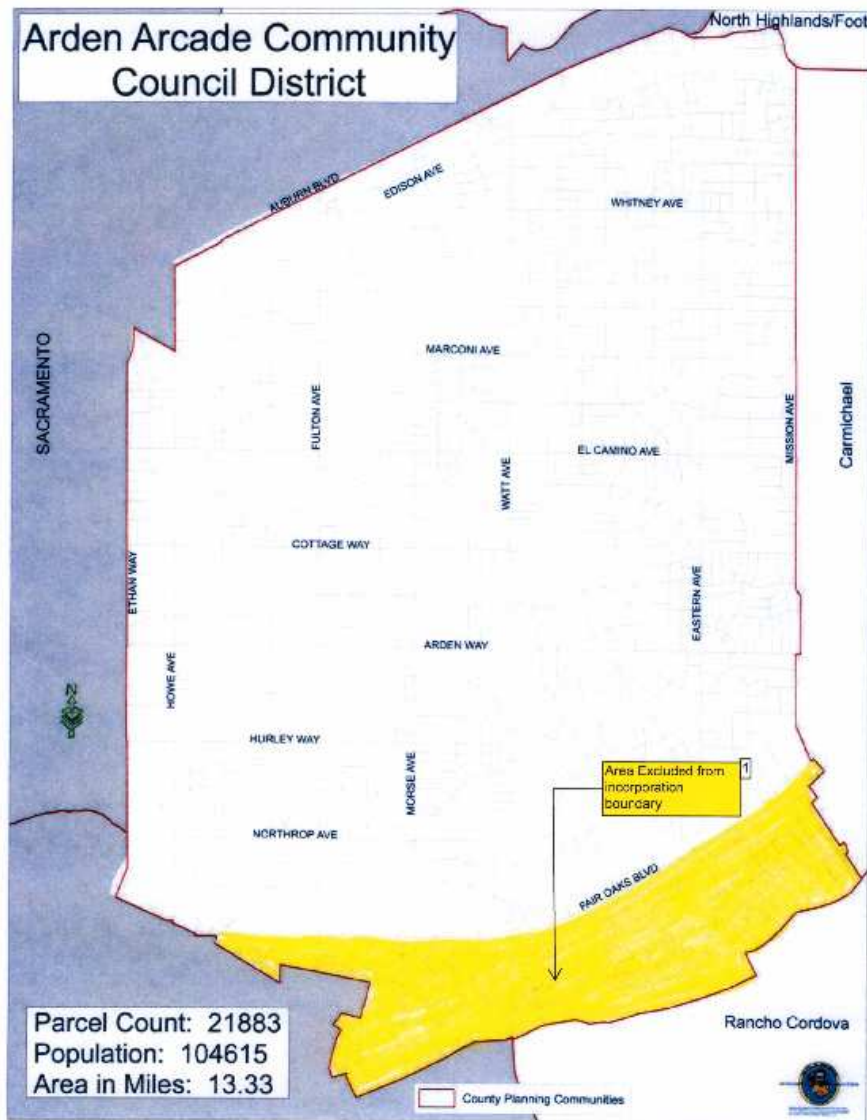 Arden Arcade Community
Council District
North Highlands/Foot
AUBURN BLVD
EDISON AVE
WHITNEY AVE
SACRAMENTO
MARCONI AVE
FULTON AVE
EL CAMINO AVE
WATT AVE
MISSION AVE
Carmichael
COTTAGE WAY
ETHAN WAY
EASTERN AVE
ARDEN WAY
HOWE AVE
N
HURLEY WAY
MORSE AVE
Area Excluded from
incorporation
boundary
1
NORTHROP AVE
FAIR OAKS BLVD
Parcel Count: 21883
Population: 104615
Area in Miles: 13.33
Rancho Cordova
County Planning Communities